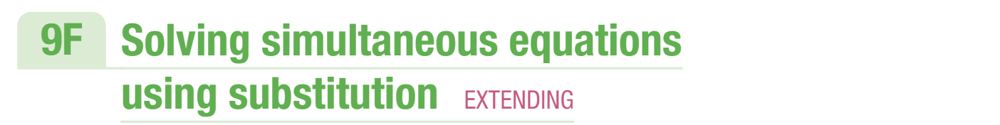 9F Solving simultaneous equations
using substitution EXTENDING